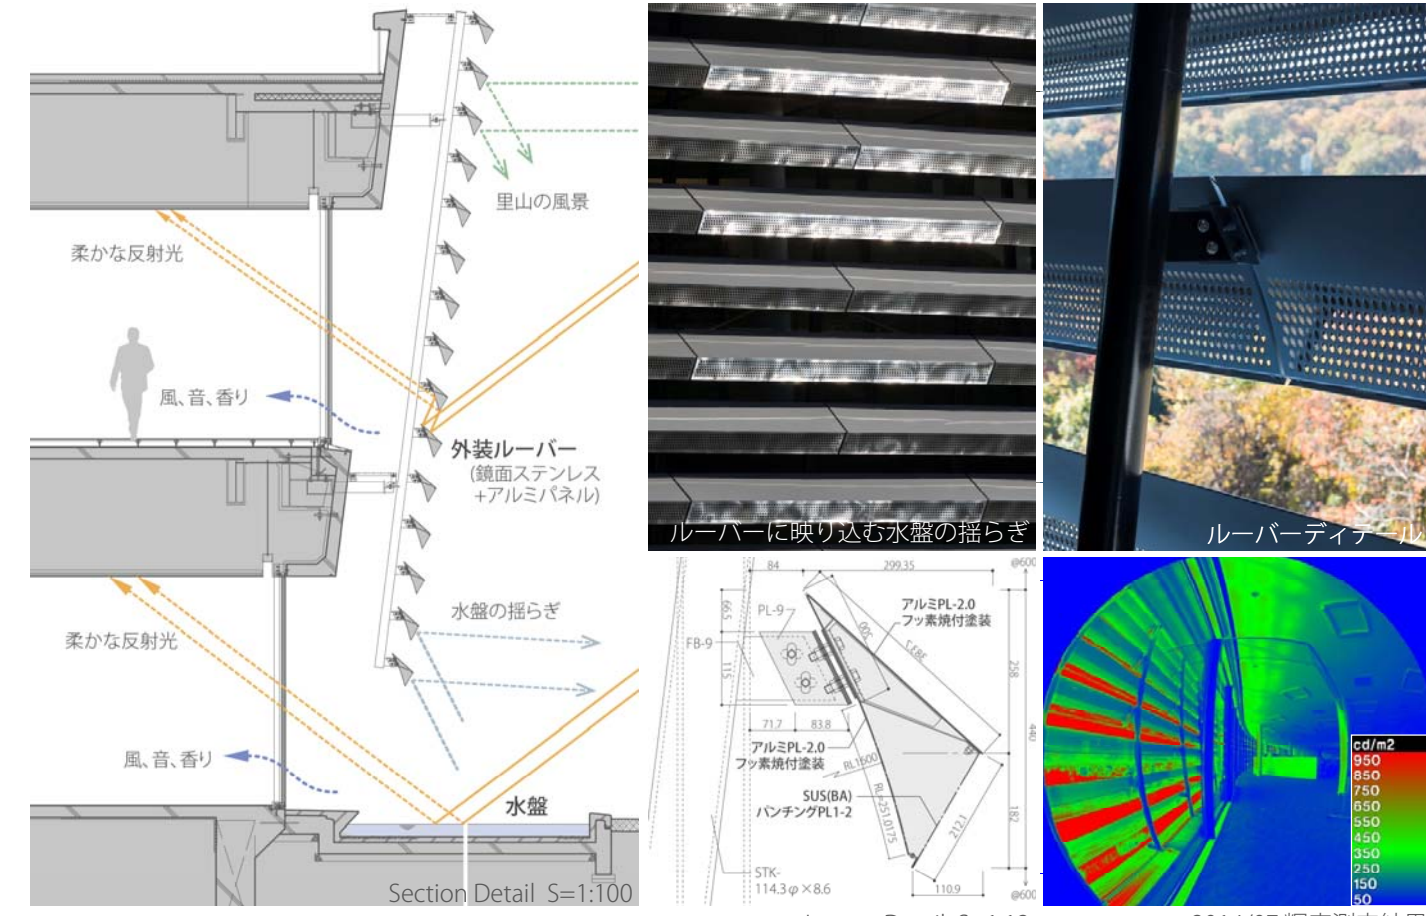 里山の風景
柔かな反射光
風、音、香り
外装ルーバー
(鏡面ステンレス
+アルミパネル)
水盤の揺らぎ
柔かな反射光
風、音、香り
水盤
Section Detail S=1:100
ルーバーに映り込む水盤の揺らぎ
ルーバーディテール
84
299.35
@600
66.5
PL-9
アルミPL-2.0
フッ素焼付塗装
300
FB-9
115
258
440
71.7
83.8
アルミPL-2.0
フッ素焼付塗装
RL1600
SUS(BA)
パンチングPL1-2
RL=251.0175
212.1
182
STK-
114.3φ×8.6
110.9
@600
cd/m2
950
850
750
650
550
450
350
250
150
50